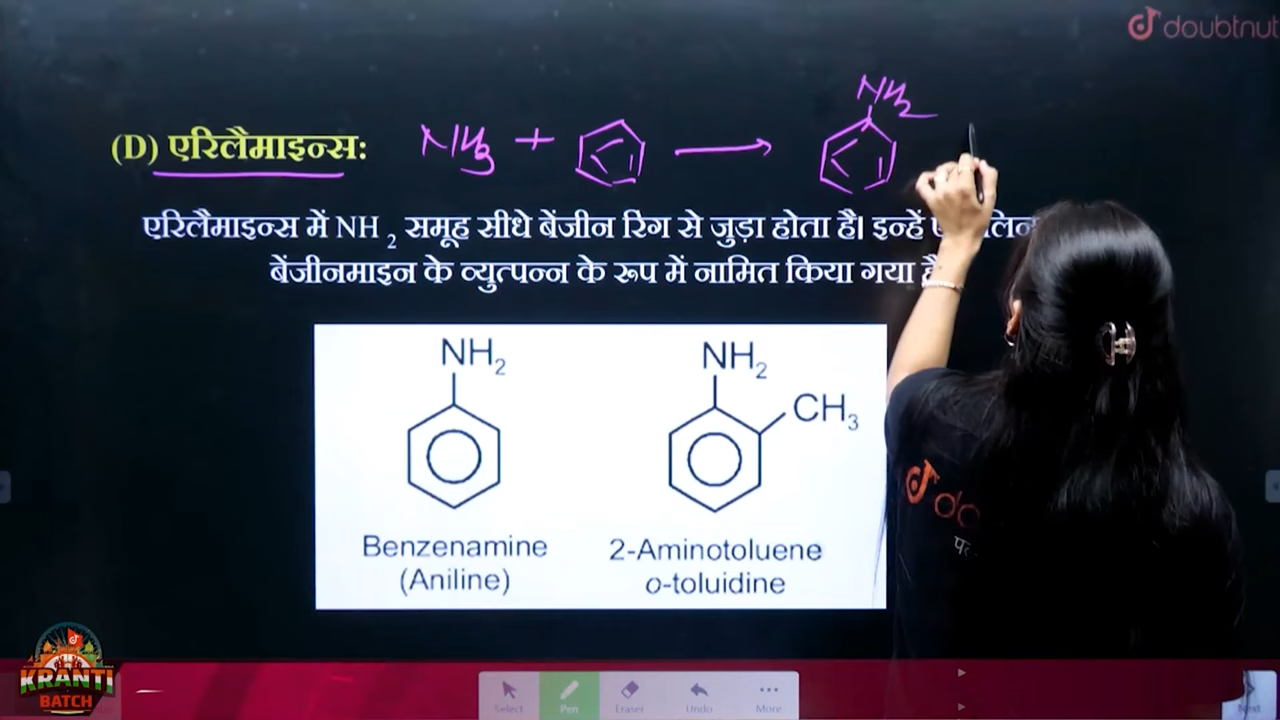 doubtnut
NH2
(D) एरिलैमाइन्स: NH3 + →
एरिलैमाइन्स में NH 2 समूह सीधे बेंजीन रिंग से जुड़ा होता है। इन्हें
बेंजीनमाइन के व्युत्पन्न के रूप में नामित किया गया है
NH2
NH2
CH3
Benzenamine
(Aniline)
2-Aminotoluene
o-toluidine
KRANTI
BATCH
Select
Pen
Eraser
Undo
More
Next